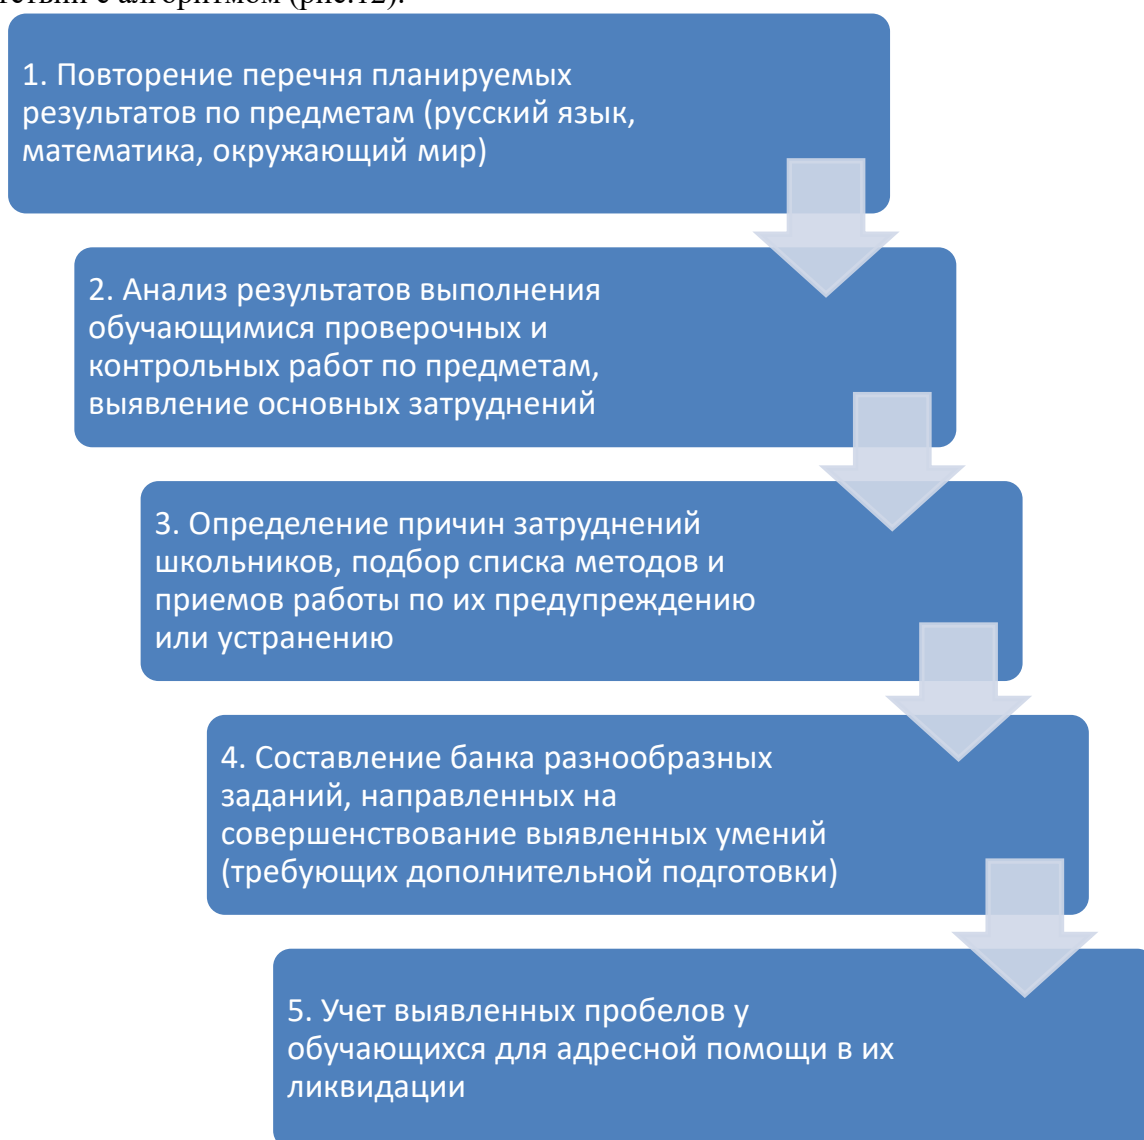 с алгоритмом (рис.12).
1. Повторение перечня планируемых
результатов по предметам (русский язык,
математика, окружающий мир)
2. Анализ результатов выполнения
обучающимися проверочных и
контрольных работ по предметам,
выявление основных затруднений
3. Определение причин затруднений
школьников, подбор списка методов и
приемов работы по их предупреждению
или устранению
4. Составление банка разнообразных
заданий, направленных на
совершенствование выявленных умений
(требующих дополнительной подготовки)
5. Учет выявленных пробелов у
обучающихся для адресной помощи в их
ликвидации